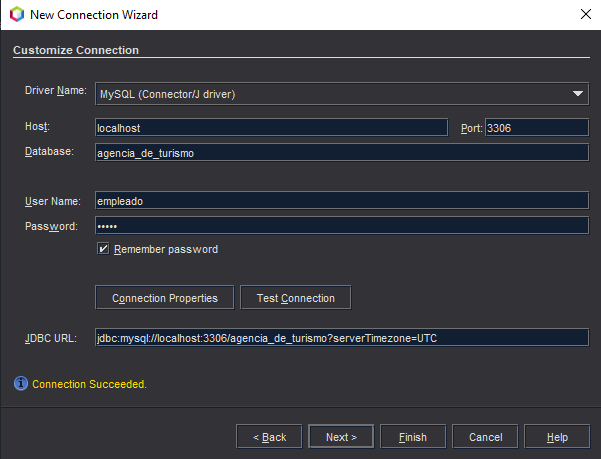 New Connection Wizard
Customize Connection
Driver Name: MySQL (Connector/J driver)
Host: localhost Port: 3306
Database: agencia_de_turismo
User Name: empleado
Password: •••••
Remember password
Connection Properties Test Connection
JDBC URL: jdbc:mysql://localhost:3306/agencia_de_turismo?serverTimezone=UTC
Connection Succeeded.
< Back Next > Finish Cancel Help